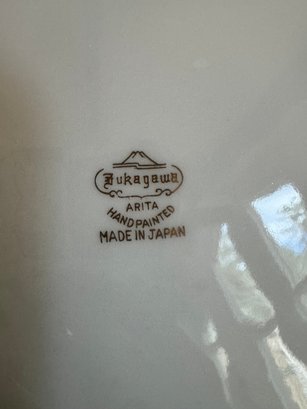 Fukagawa
ARITA
HAND PAINTED
MADE IN JAPAN